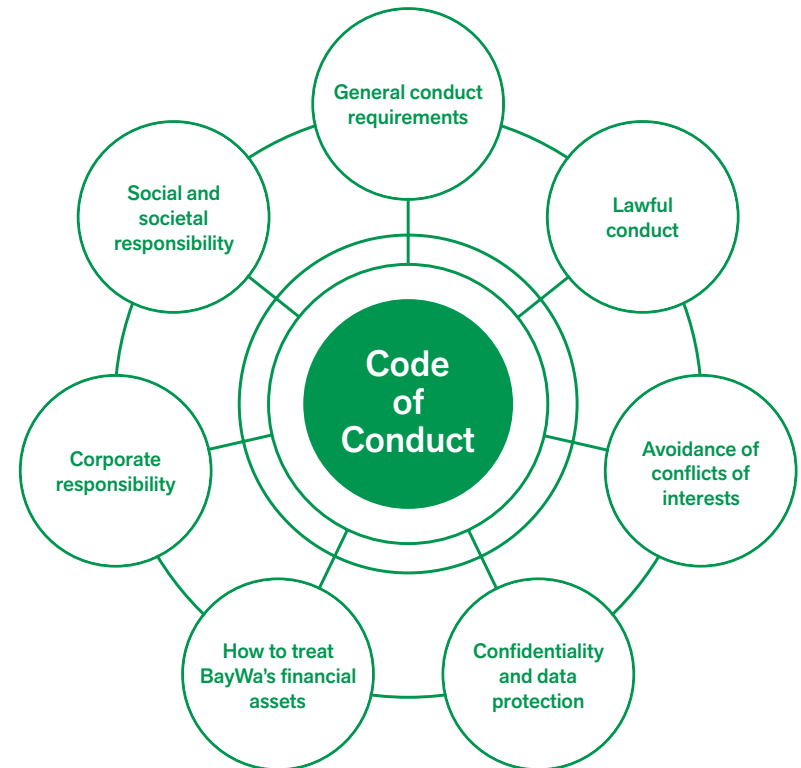 General conduct
requirements
Lawful
conduct
Avoidance of
conflicts of
interests
Confidentiality
and data
protection
How to treat
BayWa’s financial
assets
Corporate
responsibility
Social and
societal
responsibility
Code
of
Conduct